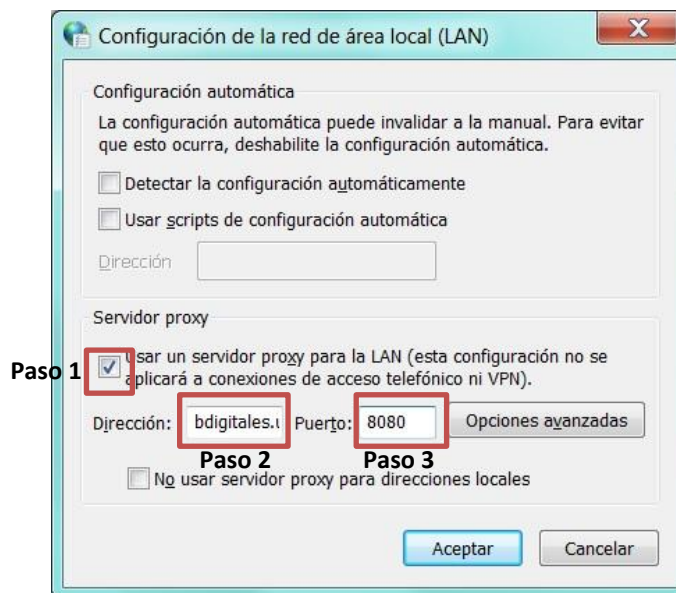 Configuración de la red de área local (LAN)
Configuración automática
La configuración automática puede invalidar a la manual. Para evitar
que esto ocurra, deshabilite la configuración automática.
Detectar la configuración automáticamente
Usar scripts de configuración automática
Dirección
Servidor proxy
Paso 1
Usar un servidor proxy para la LAN (esta configuración no se
aplicará a conexiones de acceso telefónico ni VPN).
Dirección: bdigitales.u Puerto: 8080 Opciones avanzadas
Paso 2 Paso 3
No usar servidor proxy para direcciones locales
Aceptar Cancelar